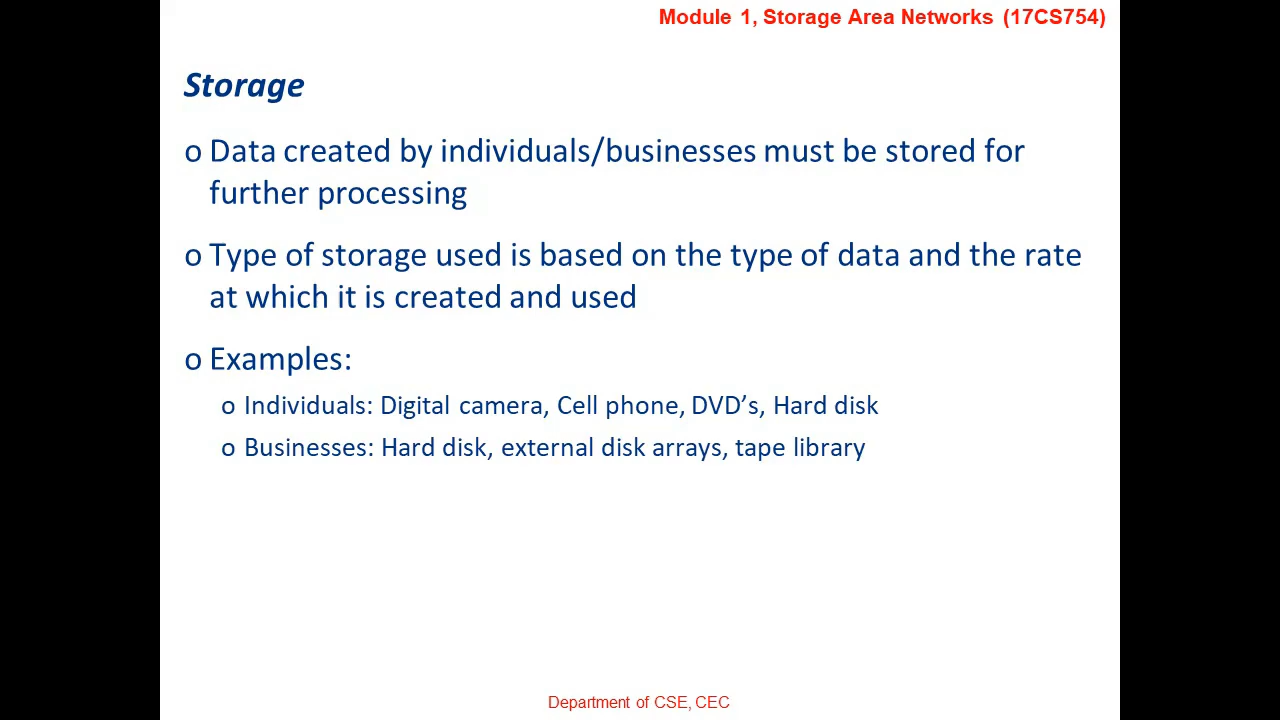 Module 1, Storage Area Networks (17CS754)
Storage
o Data created by individuals/businesses must be stored for
further processing
o Type of storage used is based on the type of data and the rate
at which it is created and used
o Examples:
o Individuals: Digital camera, Cell phone, DVD’s, Hard disk
o Businesses: Hard disk, external disk arrays, tape library
Department of CSE, CEC